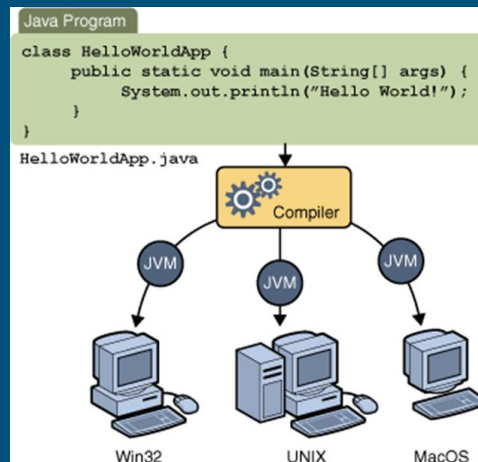 Java Program
class HelloWorldApp {
    public static void main(String[] args) {
        System.out.println("Hello World!");
    }
}
HelloWorldApp.java
Compiler
JVM
JVM
JVM
Win32
UNIX
MacOS